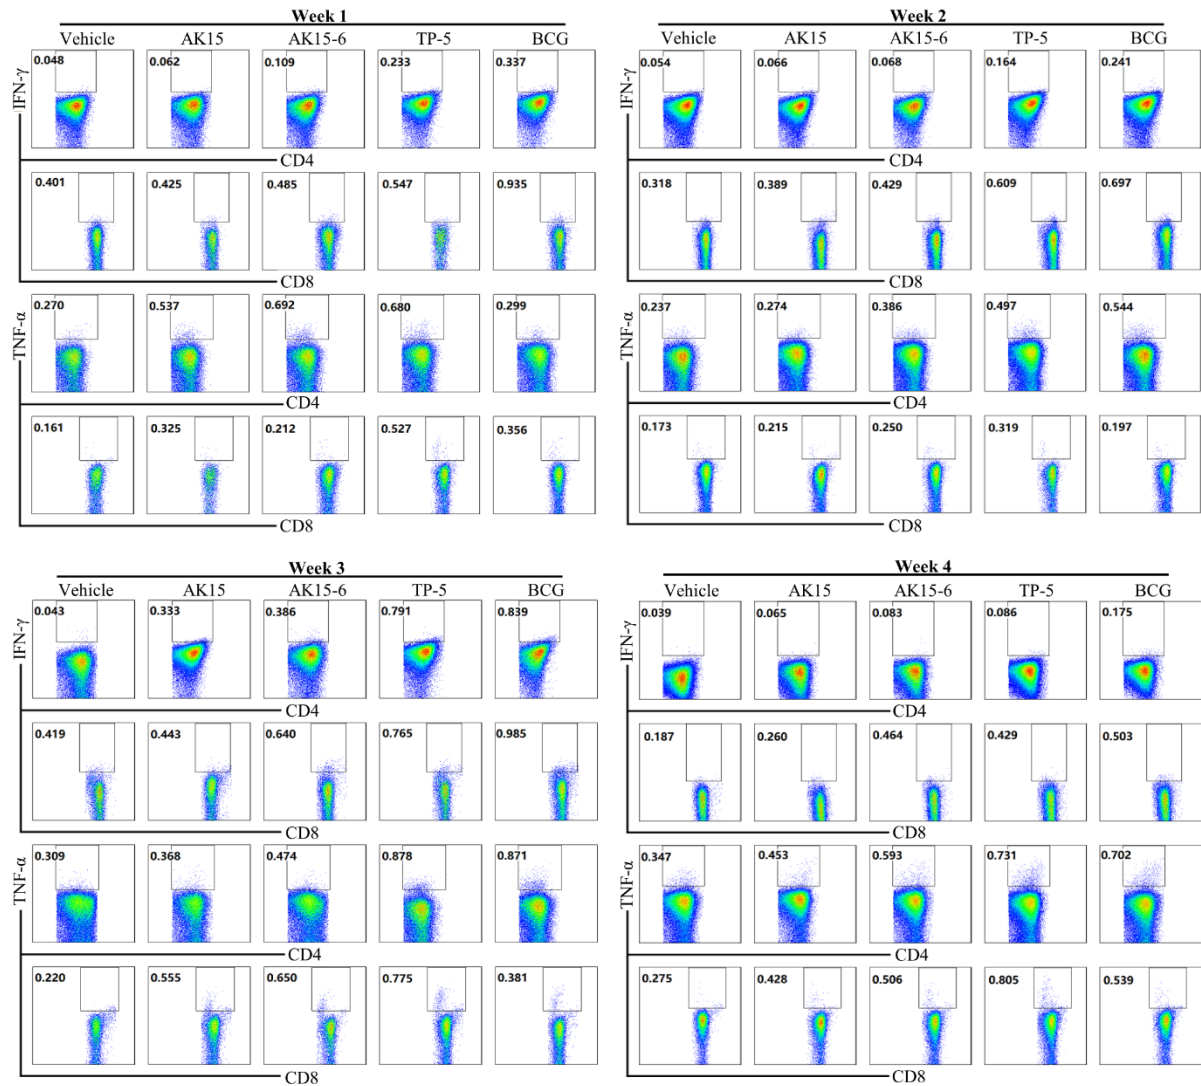 Week 1
Vehicle AK15 AK15-6 TP-5 BCG
IFN-γ
0.048 0.062 0.109 0.233 0.337
CD4
0.401 0.425 0.485 0.547 0.935
CD8
TNF-α
0.270 0.537 0.692 0.680 0.299
CD4
0.161 0.325 0.212 0.527 0.356
CD8
Week 2
Vehicle AK15 AK15-6 TP-5 BCG
IFN-γ
0.054 0.066 0.068 0.164 0.241
CD4
0.318 0.389 0.429 0.609 0.697
CD8
TNF-α
0.237 0.274 0.386 0.497 0.544
CD4
0.173 0.215 0.250 0.319 0.197
CD8
Week 3
Vehicle AK15 AK15-6 TP-5 BCG
IFN-γ
0.043 0.333 0.386 0.791 0.839
CD4
0.419 0.443 0.640 0.765 0.985
CD8
TNF-α
0.309 0.368 0.474 0.878 0.871
CD4
0.220 0.555 0.650 0.775 0.381
CD8
Week 4
Vehicle AK15 AK15-6 TP-5 BCG
IFN-γ
0.039 0.065 0.083 0.086 0.175
CD4
0.187 0.260 0.464 0.429 0.503
CD8
TNF-α
0.347 0.453 0.593 0.731 0.702
CD4
0.275 0.428 0.506 0.805 0.539
CD8